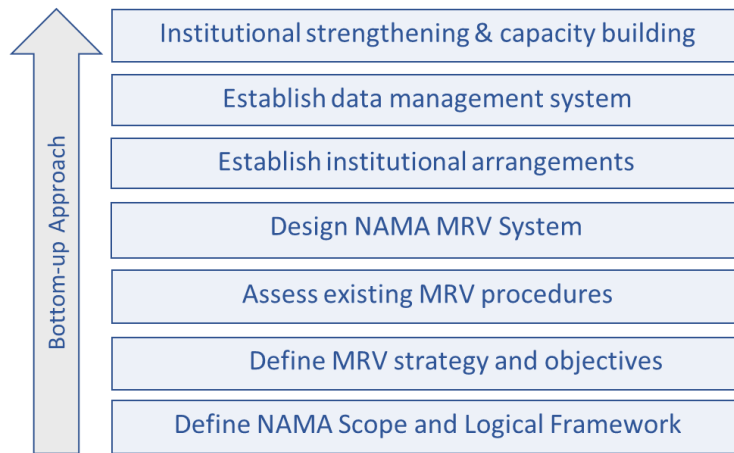 Institutional strengthening & capacity building
Establish data management system
Establish institutional arrangements
Design NAMA MRV System
Assess existing MRV procedures
Define MRV strategy and objectives
Define NAMA Scope and Logical Framework
Bottom-up Approach